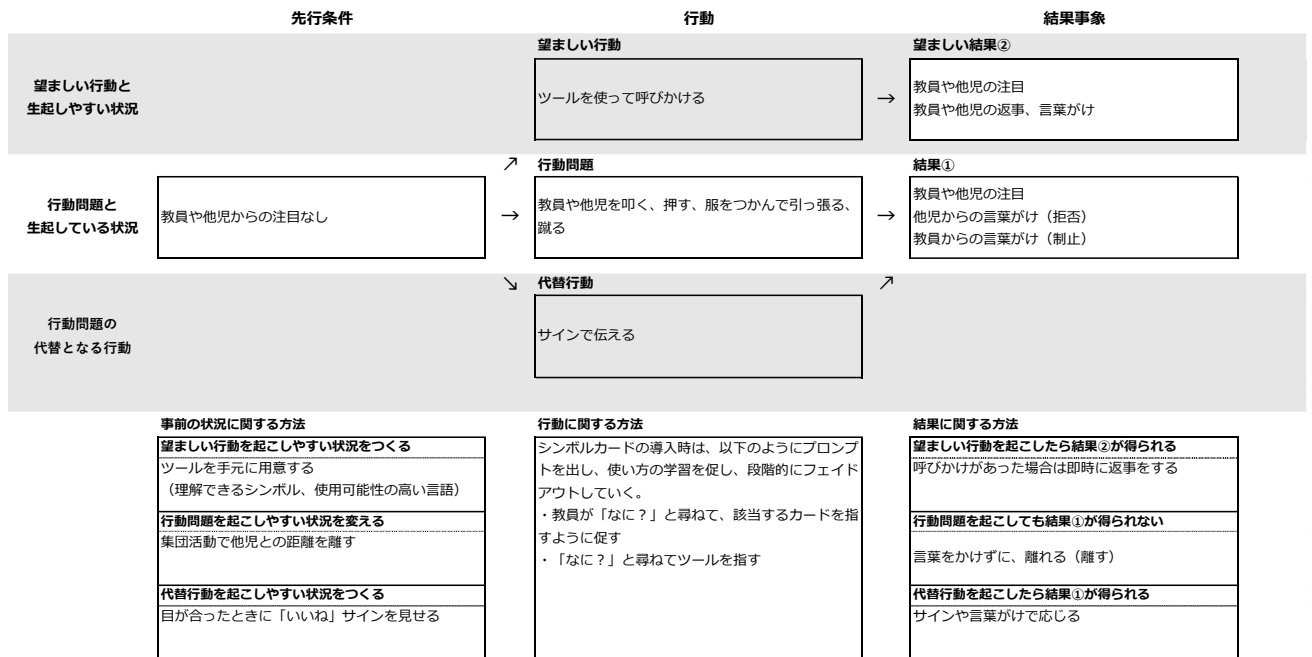 先行条件 行動 結果事象
望ましい行動 望ましい結果②
望ましい行動と
生起しやすい状況
ツールを使って呼びかける
→
教員や他児の注目
教員や他児の返事、言葉がけ
↗ 行動問題 結果①
行動問題と
生起している状況
教員や他児からの注目なし
→
教員や他児を叩く、押す、服をつかんで引っ張る、
蹴る
→
教員や他児の注目
他児からの言葉がけ（拒否）
教員からの言葉がけ（制止）
↘ 代替行動 ↗
行動問題の
代替となる行動
サインで伝える
事前の状況に関する方法
望ましい行動を起こしやすい状況をつくる
ツールを手元に用意する
（理解できるシンボル、使用可能性の高い言語）
行動問題を起こしやすい状況を変える
集団活動で他児との距離を離す
代替行動を起こしやすい状況をつくる
目が合ったときに「いいね」サインを見せる
行動に関する方法
シンボルカードの導入時は、以下のようにプロンプ
トを出し、使い方の学習を促し、段階的にフェイド
アウトしていく。
・教員が「なに？」と尋ねて、該当するカードを指
すように促す
・「なに？」と尋ねてツールを指す
結果に関する方法
望ましい行動を起こしたら結果②が得られる
呼びかけがあった場合は即時に返事をする
行動問題を起こしても結果①が得られない
言葉をかけずに、離れる（離す）
代替行動を起こしたら結果①が得られる
サインや言葉がけで応じる